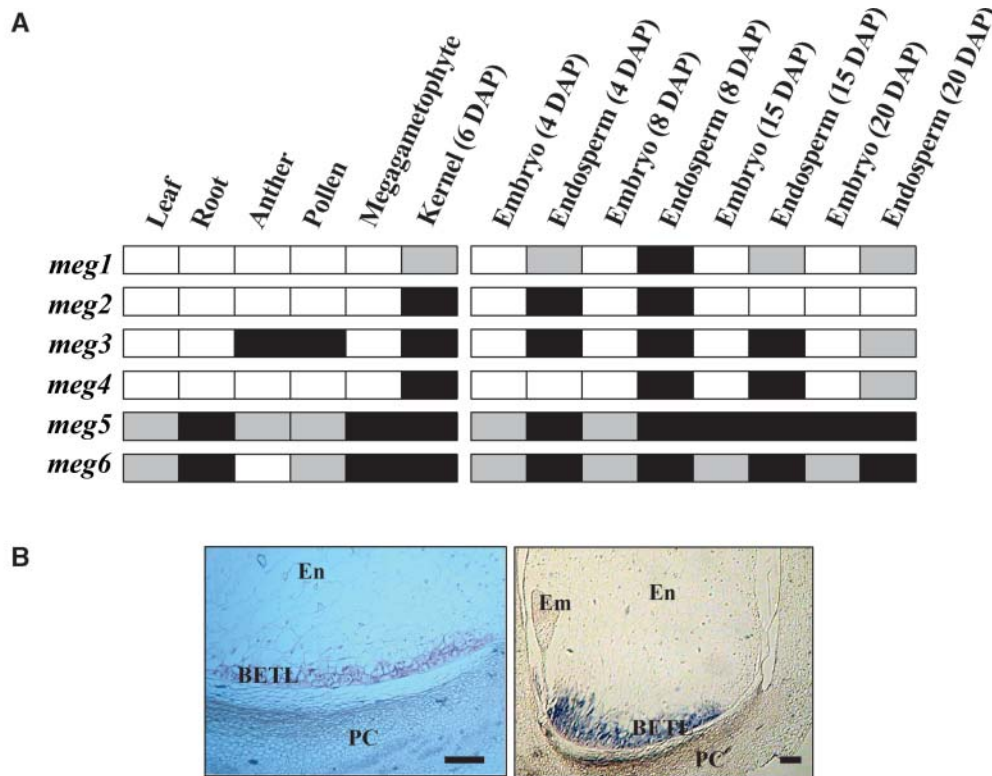 A
Leaf
Root
Anther
Pollen
Megagametophyte
Kernel (6 DAP)
Embryo (4 DAP)
Endosperm (4 DAP)
Embryo (8 DAP)
Endosperm (8 DAP)
Embryo (15 DAP)
Endosperm (15 DAP)
Embryo (20 DAP)
Endosperm (20 DAP)
meg1
meg2
meg3
meg4
meg5
meg6
B
En
BETL
PC
Em
En
BETL
PC